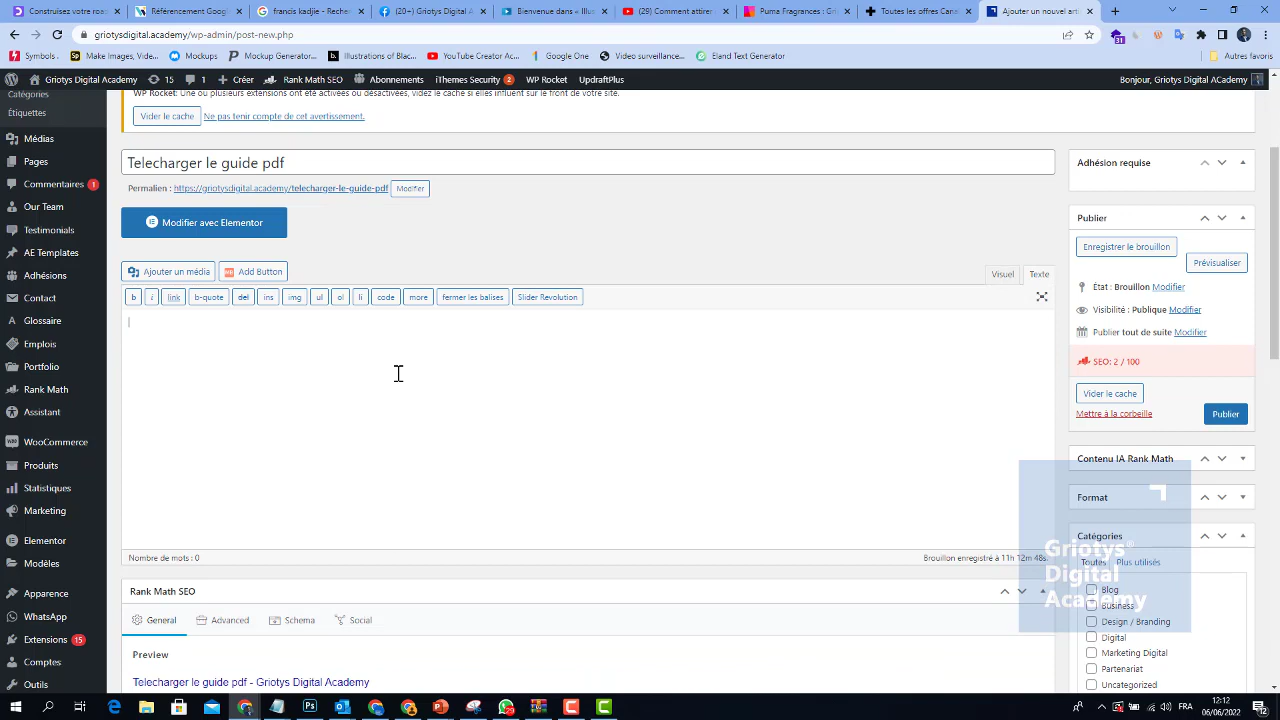 Construisez votre rose
Référencement Goog
francis kadjie - Recher
(20+) Griotys Digital A
Bienvenue dans « Illus
(29) Comment attirer
Puma Fragrances : Gri
Toutes les offres Cann
Ajouter un nouvel arti
griotysdigital.academy/wp-admin/post-new.php
Symbols .
Make Images, Vide...
Mockups
Mockup Generator...
Illustrations of Blac...
YouTube Creator Ac...
Google One
Video surveillance...
Eland Text Generator
Autres favoris
Griotys Digital Academy
15
1
Créer
Rank Math SEO
Abonnements
iThemes Security 2
WP Rocket
UpdraftPlus
Bonjour, Griotys Digital ACademy
Catégories
Étiquettes
Médias
Pages
Commentaires 1
Our Team
Testimonials
AE Templates
Adhésions
Contact
Glossaire
Emplois
Portfolio
Rank Math
Assistant
WooCommerce
Produits
Statistiques
Marketing
Elementor
Modèles
Apparence
WhatsApp
Extensions 15
Comptes
Outils
WP Rocket: Une ou plusieurs extensions ont été activées ou désactivées, videz le cache si elles influent sur le front de votre site.
Vider le cache
Ne pas tenir compte de cet avertissement.
Telecharger le guide pdf
Permalien : https://griotysdigital.academy/telecharger-le-guide-pdf Modifier
Modifier avec Elementor
Ajouter un média
Add Button
Visuel
Texte
b
i
link
b-quote
del
ins
img
ul
ol
li
code
more
fermer les balises
Slider Revolution
Nombre de mots : 0
Brouillon enregistré à 11h 12m 48s.
Rank Math SEO
General
Advanced
Schema
Social
Preview
Telecharger le guide pdf - Griotys Digital Academy
Adhésion requise
Publier
Enregistrer le brouillon
Prévisualiser
État : Brouillon Modifier
Visibilité : Publique Modifier
Publier tout de suite Modifier
SEO: 2 / 100
Vider le cache
Mettre à la corbeille
Publier
Contenu IA Rank Math
Format
Catégories
Toutes
Plus utilisés
Blog
Business
Design / Branding
Digital
Marketing Digital
Partenariat
Uncategorized
Griotys®
Digital
Academy
FRA
12:12
06/06/2022